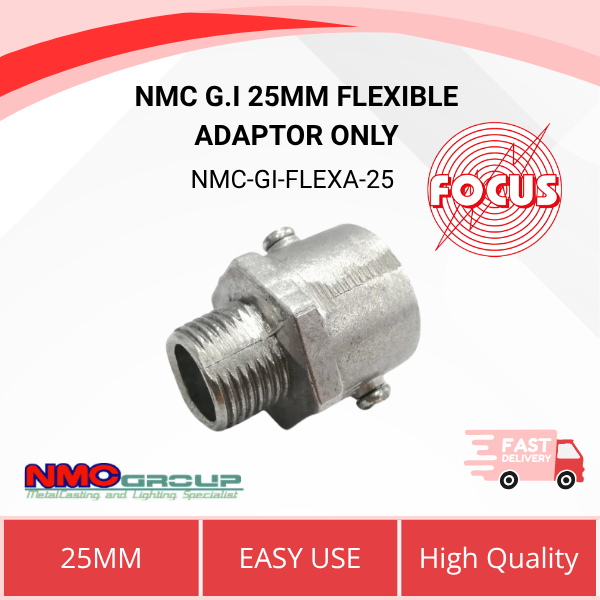 NMC G.I 25MM FLEXIBLE
ADAPTOR ONLY
NMC-GI-FLEXA-25
FOCUS
FAST
DELIVERY
NMC GROUP
MetalCasting and Lighting Specialist
25MM
EASY USE
High Quality